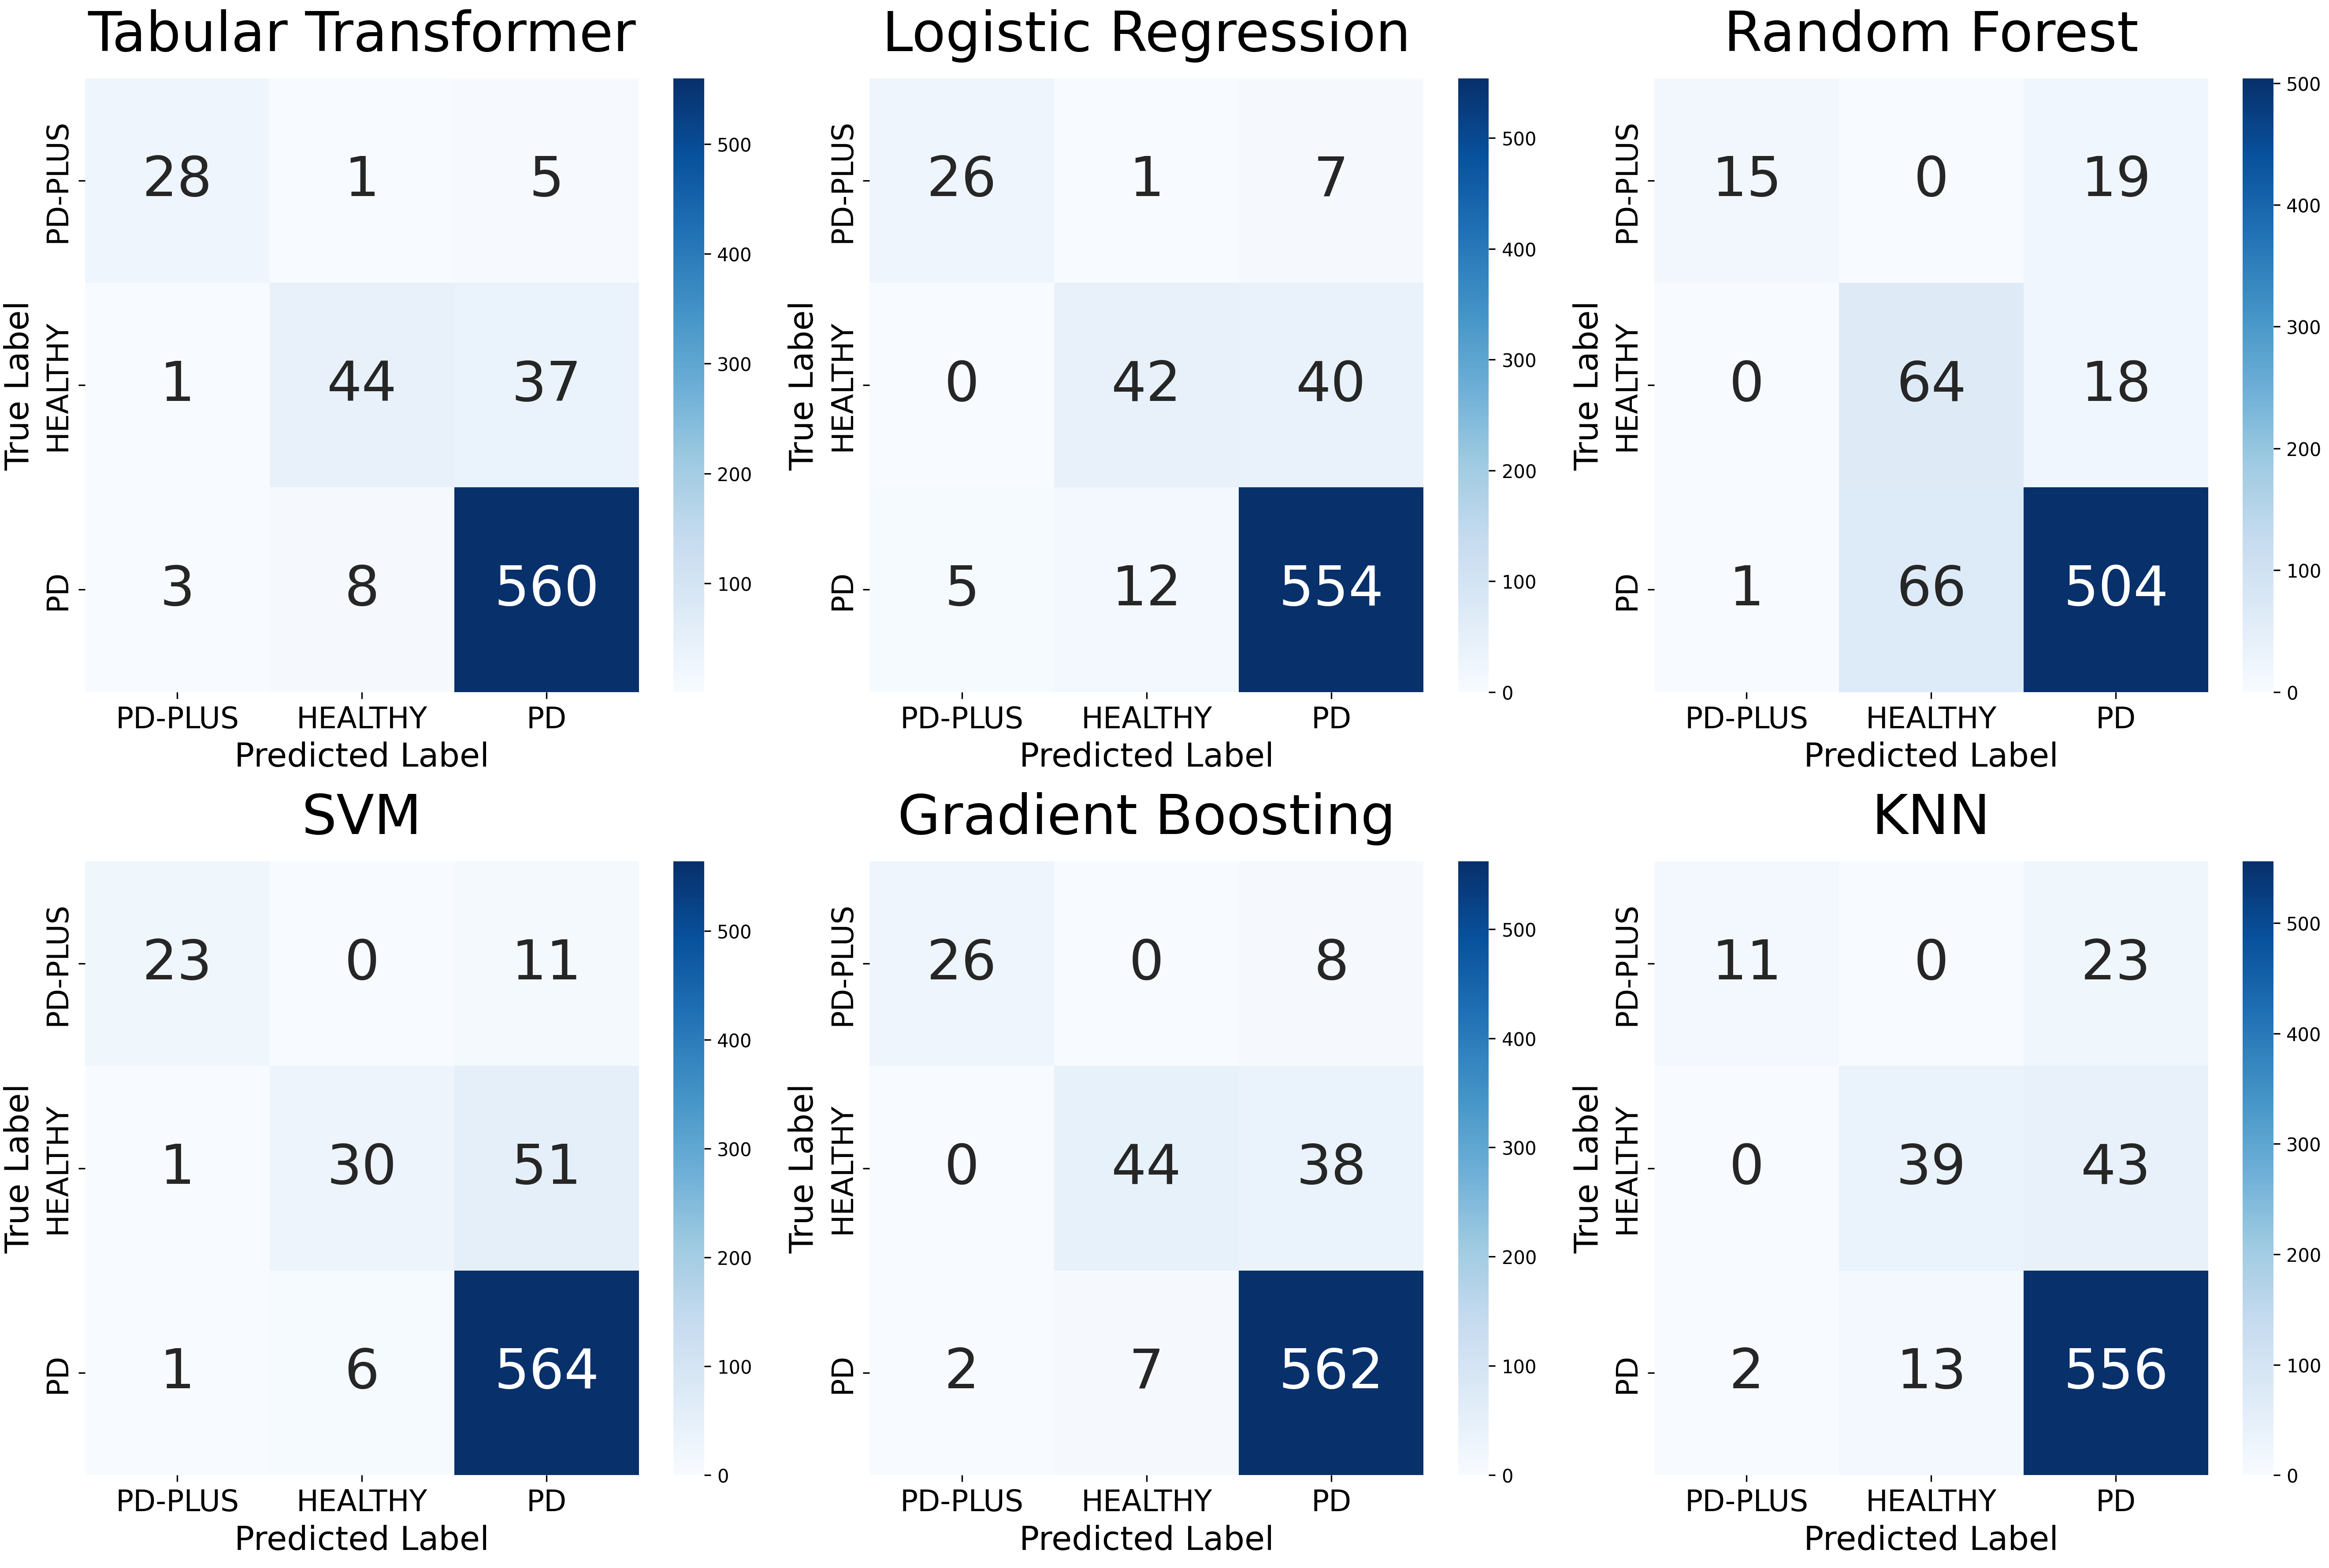 Tabular Transformer
True Label
PD-PLUS
28 1 5
HEALTHY
1 44 37
PD
3 8 560
PD-PLUS HEALTHY PD
Predicted Label
500
400
300
200
100
Logistic Regression
True Label
PD-PLUS
26 1 7
HEALTHY
0 42 40
PD
5 12 554
PD-PLUS HEALTHY PD
Predicted Label
500
400
300
200
100
0
Random Forest
True Label
PD-PLUS
15 0 19
HEALTHY
0 64 18
PD
1 66 504
PD-PLUS HEALTHY PD
Predicted Label
500
400
300
200
100
0
SVM
True Label
PD-PLUS
23 0 11
HEALTHY
1 30 51
PD
1 6 564
PD-PLUS HEALTHY PD
Predicted Label
500
400
300
200
100
0
Gradient Boosting
True Label
PD-PLUS
26 0 8
HEALTHY
0 44 38
PD
2 7 562
PD-PLUS HEALTHY PD
Predicted Label
500
400
300
200
100
0
KNN
True Label
PD-PLUS
11 0 23
HEALTHY
0 39 43
PD
2 13 556
PD-PLUS HEALTHY PD
Predicted Label
500
400
300
200
100
0